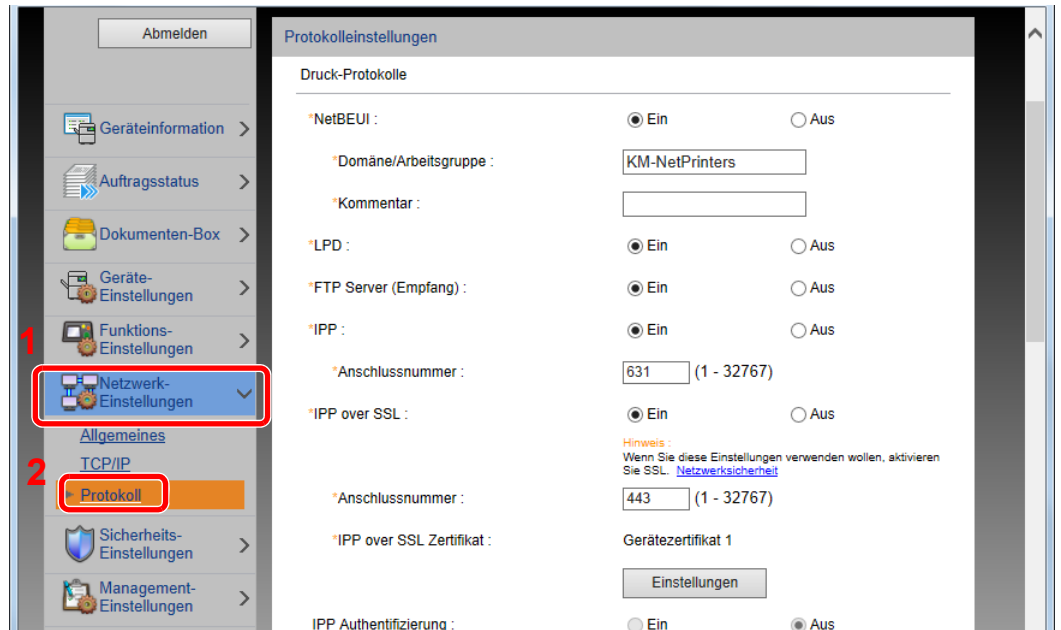 Abmelden
Geräteinformation
Auftragsstatus
Dokumenten-Box
Geräte-
Einstellungen
1
Funktions-
Einstellungen
Netzwerk-
Einstellungen
Allgemeines
2
TCP/IP
Protokoll
Sicherheits-
Einstellungen
Management-
Einstellungen
Protokolleinstellungen
Druck-Protokolle
*NetBEUI : Ein Aus
*Domäne/Arbeitsgruppe : KM-NetPrinters
*Kommentar :
*LPD : Ein Aus
*FTP Server (Empfang) : Ein Aus
*IPP : Ein Aus
*Anschlussnummer : 631 (1 - 32767)
*IPP over SSL : Ein Aus
Hinweis :
Wenn Sie diese Einstellungen verwenden wollen, aktivieren
Sie SSL. Netzwerksicherheit
*Anschlussnummer : 443 (1 - 32767)
*IPP over SSL Zertifikat : Gerätezertifikat 1
Einstellungen
IPP Authentifizierung : Ein Aus